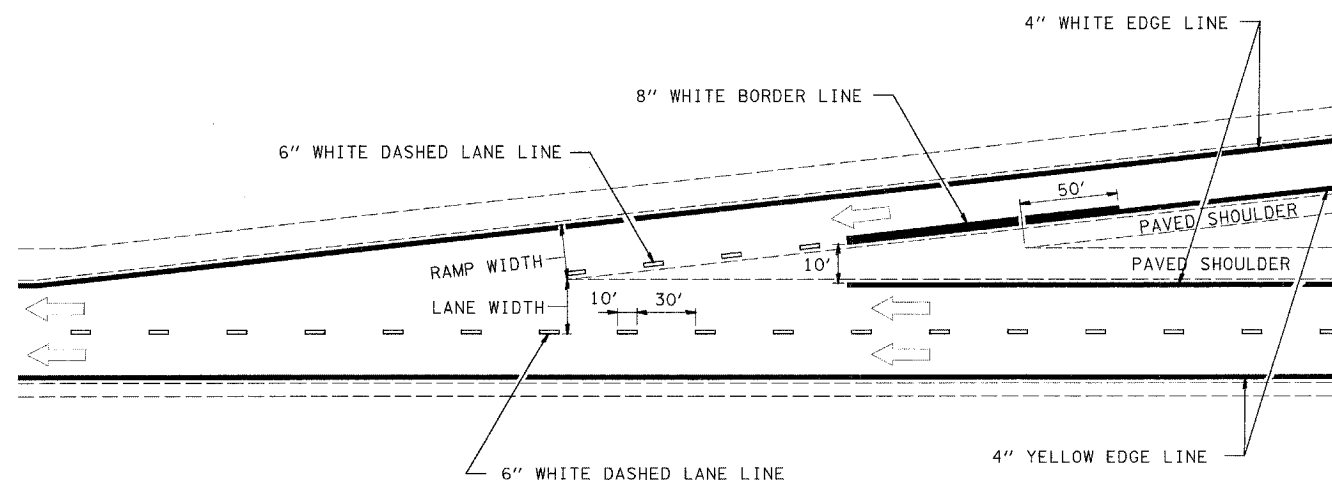 4" WHITE EDGE LINE
8" WHITE BORDER LINE
6" WHITE DASHED LANE LINE
50'
PAVED SHOULDER
RAMP WIDTH
10'
PAVED SHOULDER
LANE WIDTH
10'
30'
4" YELLOW EDGE LINE
6" WHITE DASHED LANE LINE